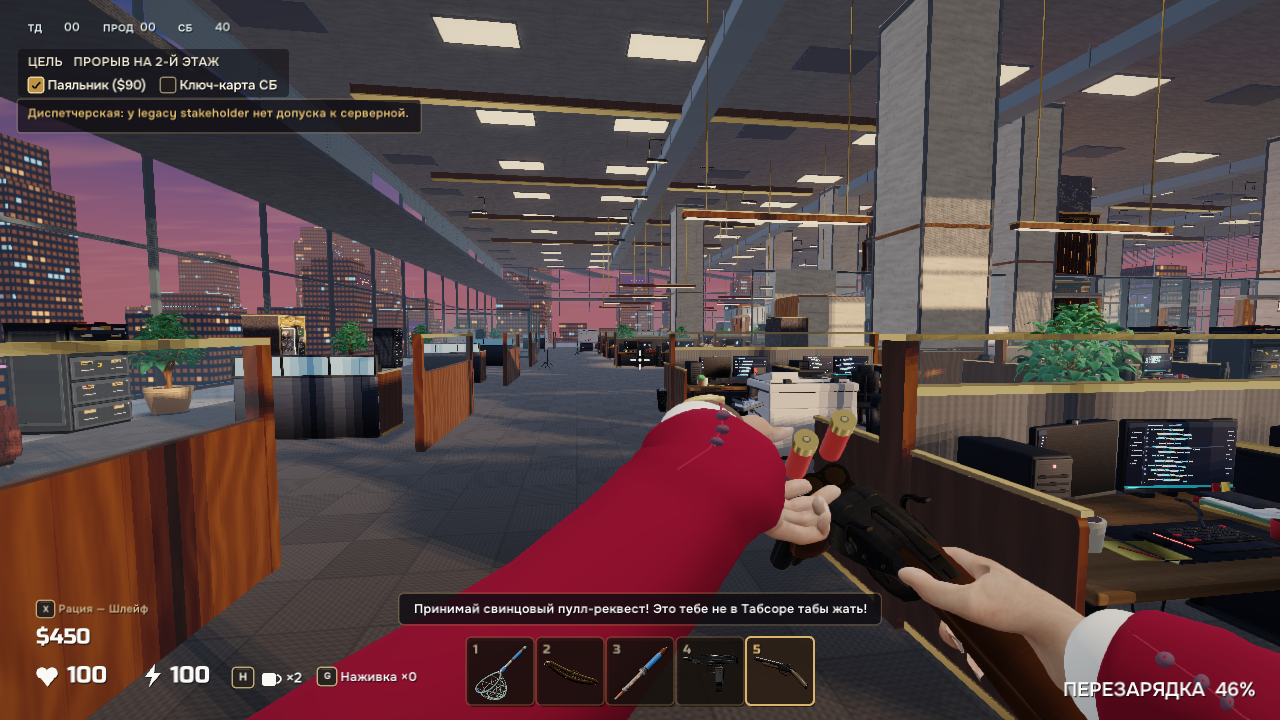 ТД 00 ПРОД 00 СБ 40
ЦЕЛЬ ПРОРЫВ НА 2-Й ЭТАЖ
Паяльник ($90) Ключ-карта СБ
Диспетчерская: у legacy stakeholder нет допуска к серверной.
X Рация — Шлейф
Принимай свинцовый пулл-реквест! Это тебе не в Табсоре табы жать!
$450
100 100 H ×2 G Наживка ×0
1 2 3 4 5
ПЕРЕЗАРЯДКА 46%